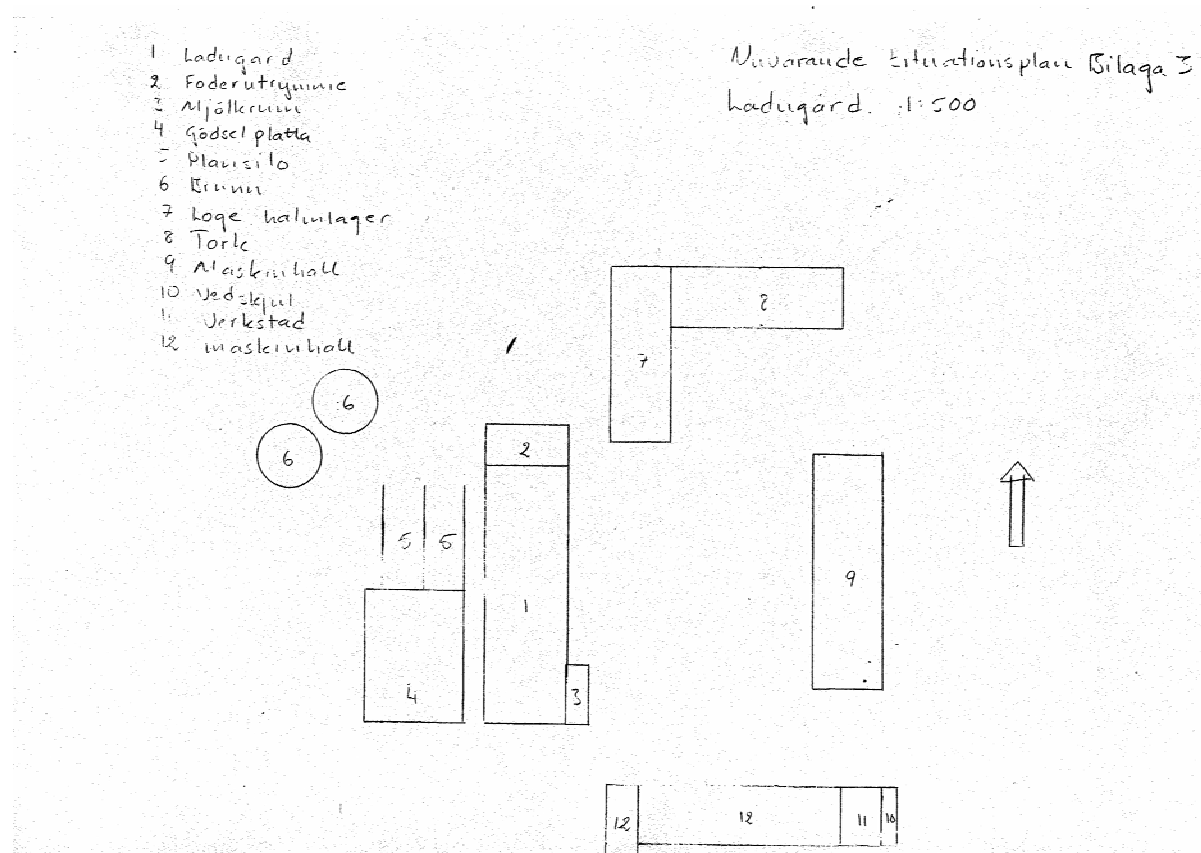 1 Ladugård
2 Foderutrymme
3 Mjölkrum
4 Gödselplatta
5 Plansilo
6 Brunn
7 Loge halmlager
8 Tork
9 Maskinhall
10 Vedskjul
11 Verkstad
12 maskinhall
Nuvarande situationsplan Bilaga 3
Ladugård. 1:500
8
7
6
6
2
5 5
9
1
4
3
12 12 11 10